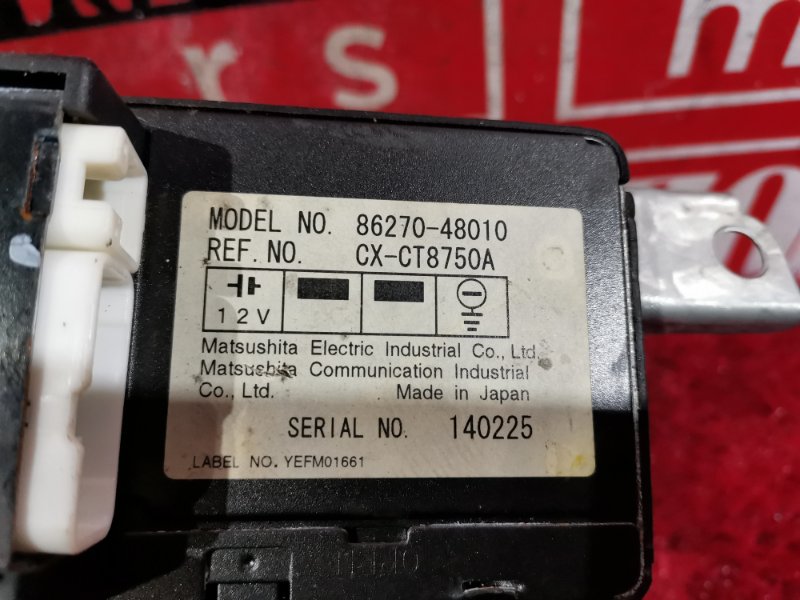 r s
m
MODEL NO. 86270-48010
REF. NO. CX-CT8750A
12V
Matsushita Electric Industrial Co., Ltd.
Matsushita Communication Industrial
Co., Ltd. Made in Japan
SERIAL NO. 140225
LABEL NO. YEFM01661
OPEN